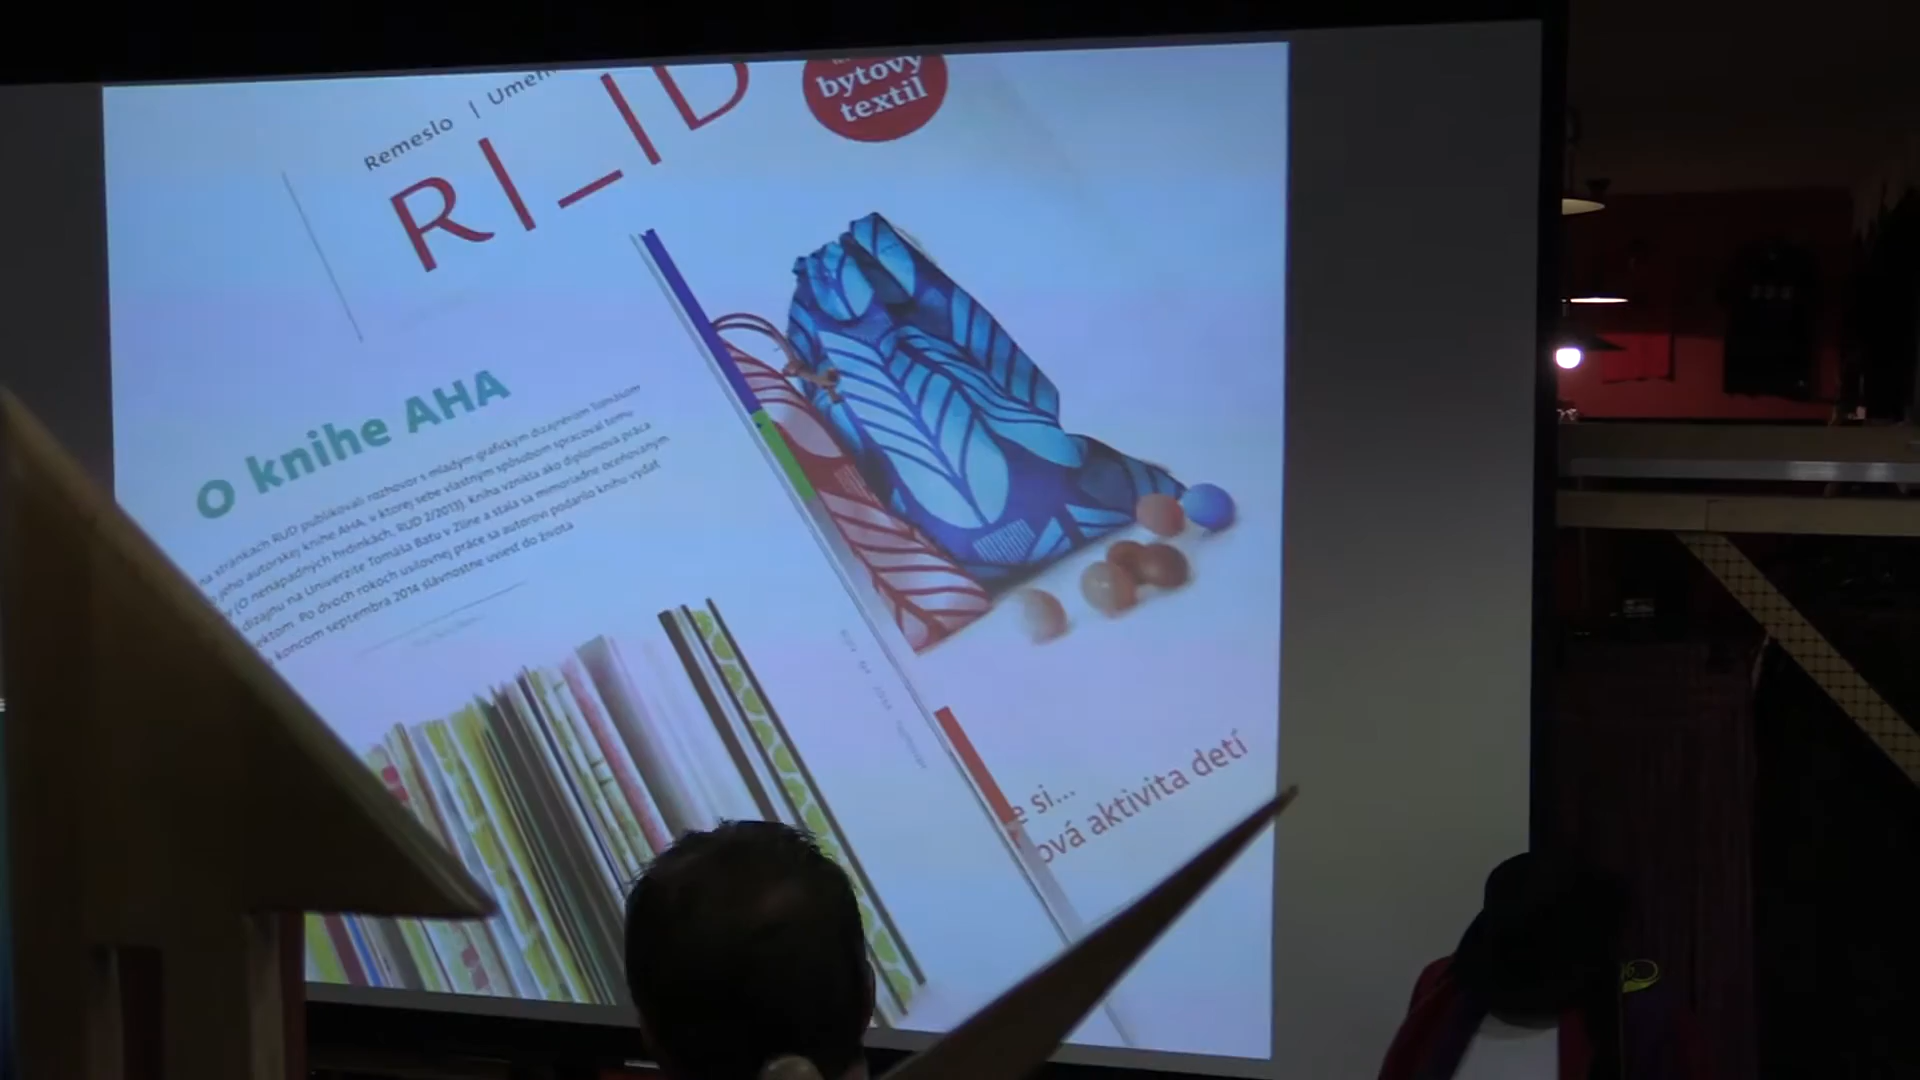 Remeslo | Umen
R|_|D
bytový
textil
O knihe AHA
na stránkach RUD publikovali rozhovor s mladým grafickým dizajnérom Tomášom
jeho autorskej knihe AHA, v ktorej sebe vlastným spôsobom spracoval tému
(O nenápadných hrdinkách, RUD 2/2013). Kniha vznikla ako diplomová práca
dizajnu na Univerzite Tomáša Baťu v Zlíne a stala sa mimoriadne oceňovaným
ektom. Po dvoch rokoch usilovnej práce sa autorovi podarilo knihu vydať
koncom septembra 2014 slávnostne uviesť do života
e si...
ová aktivita detí